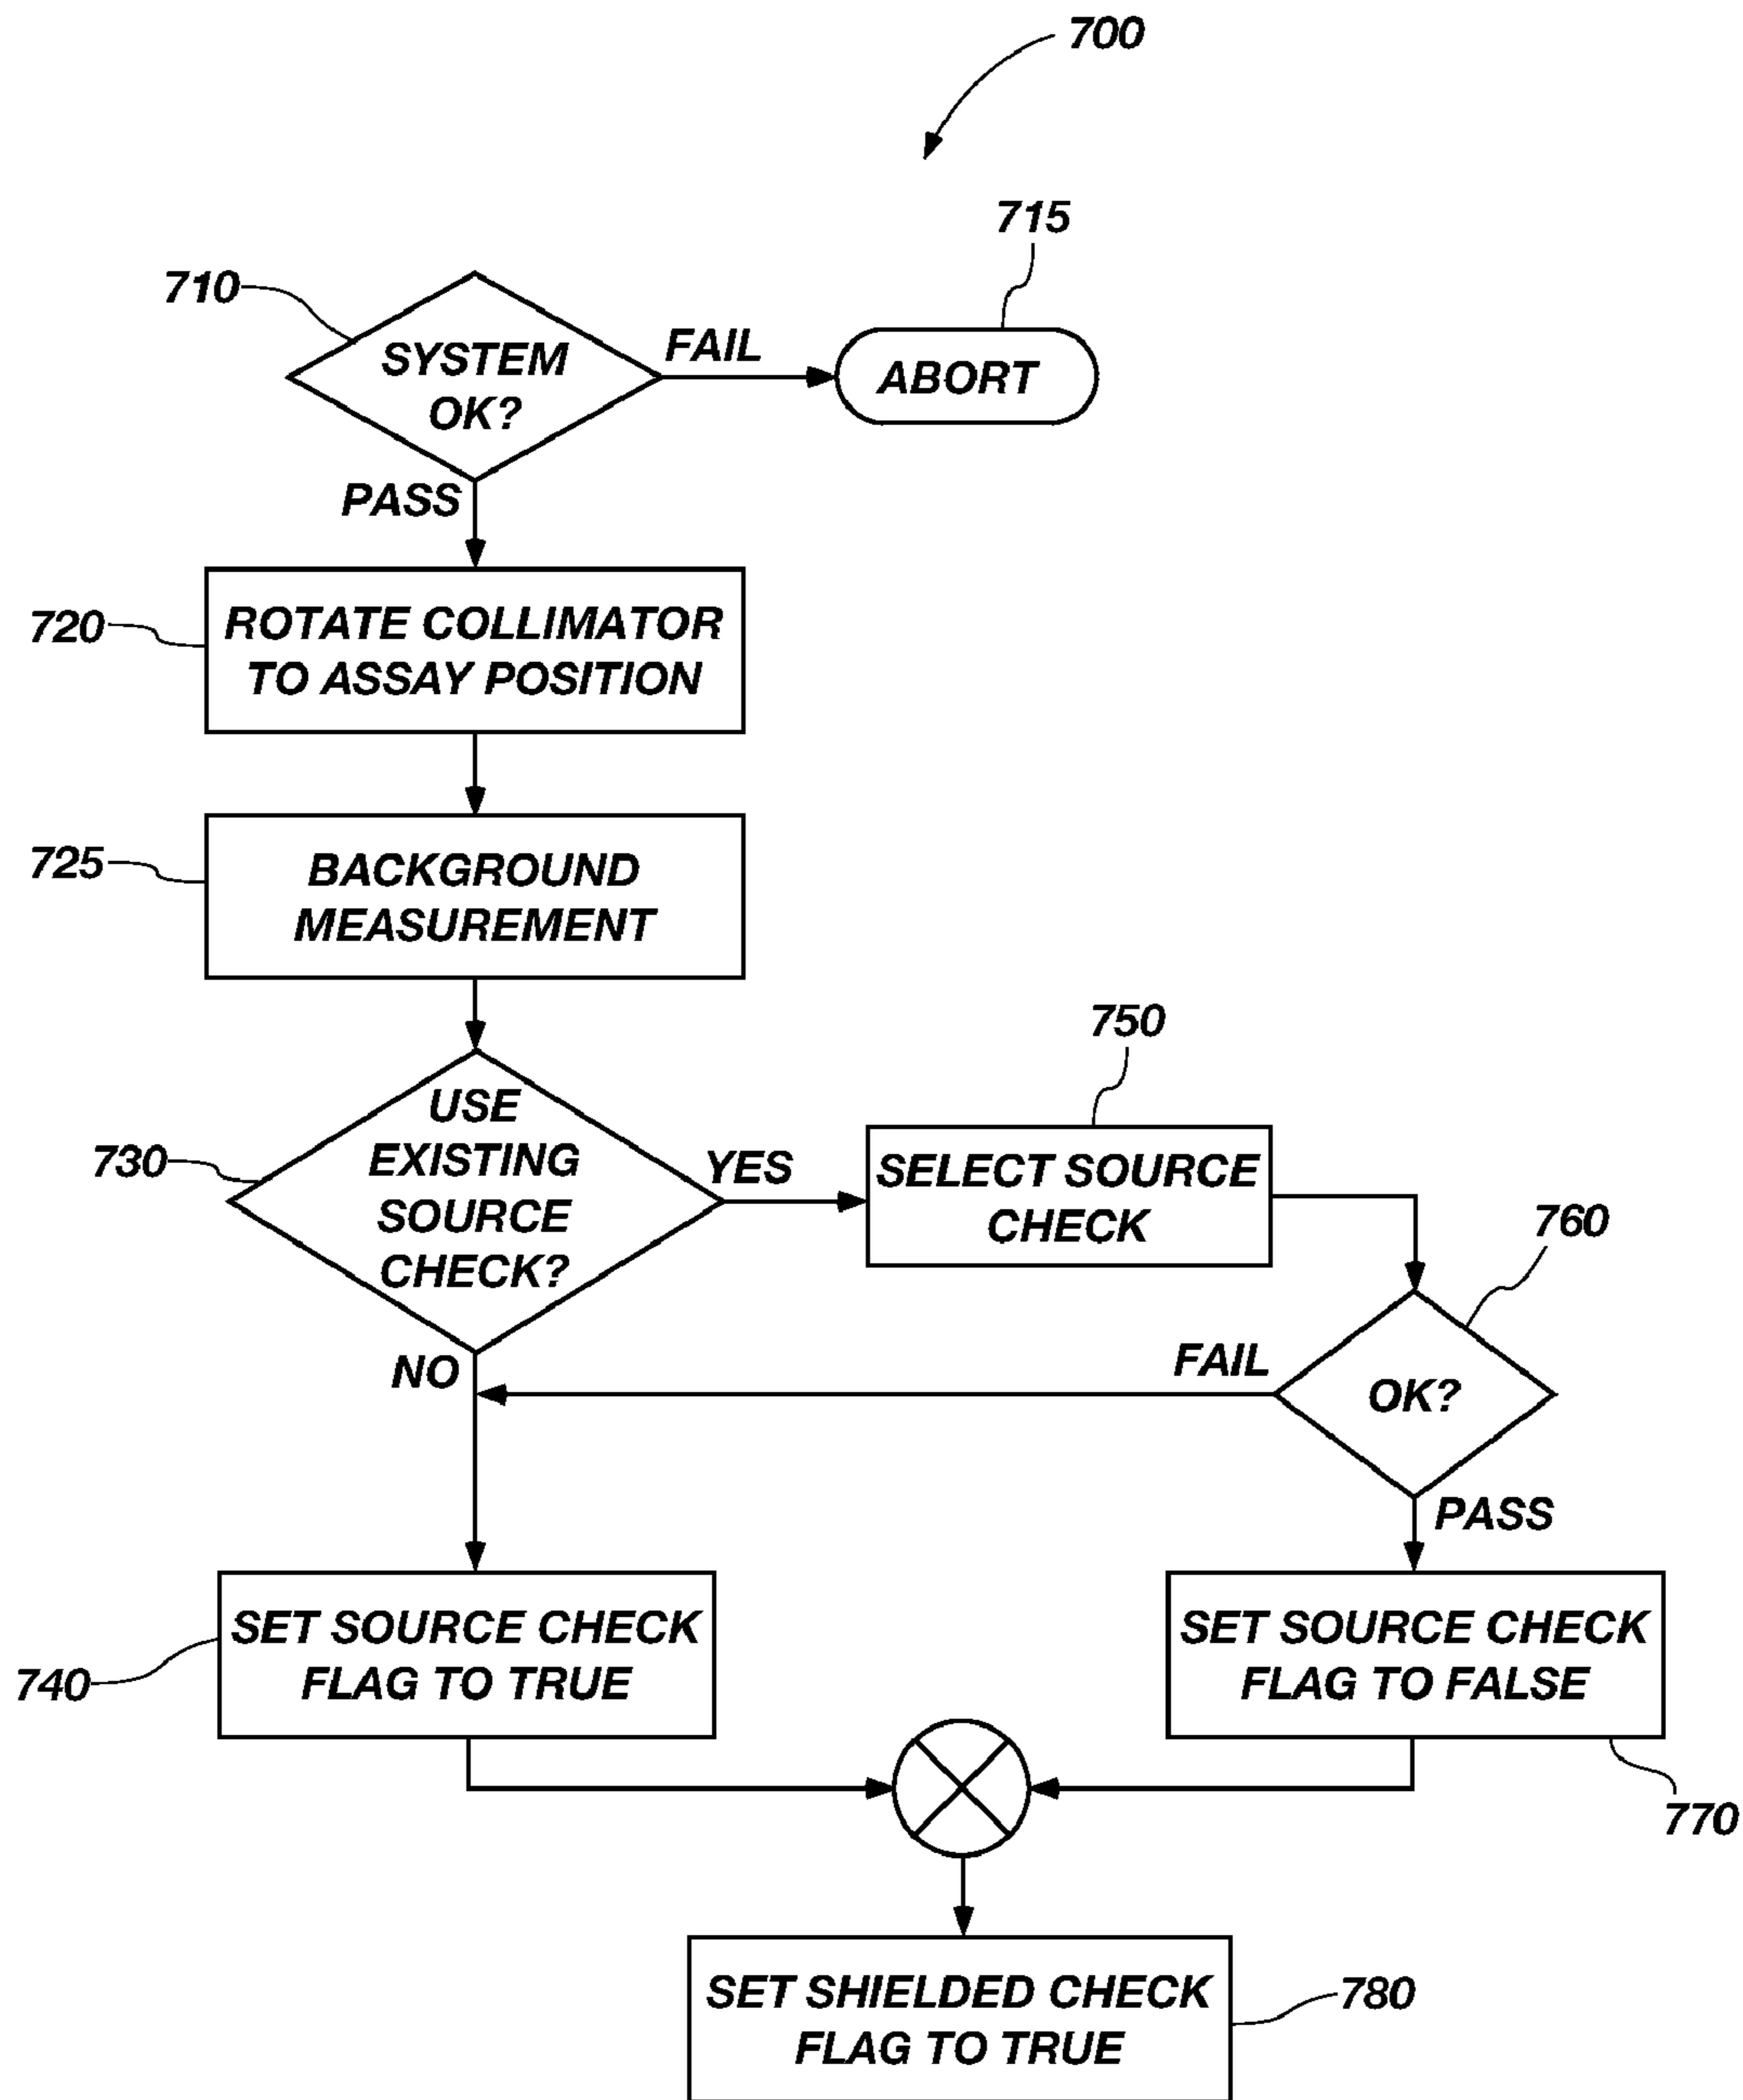 700
715
710
SYSTEM
OK?
FAIL
ABORT
PASS
720
ROTATE COLLIMATOR
TO ASSAY POSITION
725
BACKGROUND
MEASUREMENT
750
730
USE
EXISTING
SOURCE
CHECK?
YES
SELECT SOURCE
CHECK
760
NO
FAIL
OK?
PASS
740
SET SOURCE CHECK
FLAG TO TRUE
SET SOURCE CHECK
FLAG TO FALSE
770
SET SHIELDED CHECK
FLAG TO TRUE
780